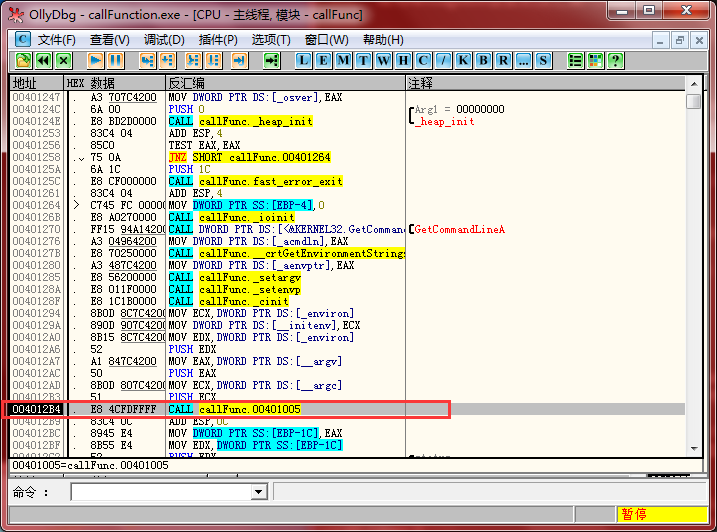 OllyDbg - callFunction.exe - [CPU - 主线程, 模块 - callFunc]
C 文件(F) 查看(V) 调试(D) 插件(P) 选项(T) 窗口(W) 帮助(H)
L E M T W H C / K B R ... S ?
地址 HEX 数据 反汇编 注释
00401247 . A3 707C4200 MOV DWORD PTR DS:[_osver],EAX
0040124C . 6A 00 PUSH 0 Arg1 = 00000000
0040124E . E8 BD2D0000 CALL callFunc._heap_init _heap_init
00401253 . 83C4 04 ADD ESP,4
00401256 . 85C0 TEST EAX,EAX
00401258 . 75 0A JNZ SHORT callFunc.00401264
0040125A . 6A 1C PUSH 1C
0040125C . E8 CF000000 CALL callFunc.fast_error_exit
00401261 . 83C4 04 ADD ESP,4
00401264 > C745 FC 00000 MOV DWORD PTR SS:[EBP-4],0
0040126B . E8 A0270000 CALL callFunc._ioinit
00401270 . FF15 94A14200 CALL DWORD PTR DS:[<&KERNEL32.GetComman GetCommandLineA
00401276 . A3 04964200 MOV DWORD PTR DS:[_acmdln],EAX
0040127B . E8 70250000 CALL callFunc.__crtGetEnvironmentStrings
00401280 . A3 487C4200 MOV DWORD PTR DS:[_aenvptr],EAX
00401285 . E8 56200000 CALL callFunc._setargv
0040128A . E8 011F0000 CALL callFunc._setenvp
0040128F . E8 1C1B0000 CALL callFunc._cinit
00401294 . 8B0D 8C7C4200 MOV ECX,DWORD PTR DS:[_environ]
0040129A . 890D 907C4200 MOV DWORD PTR DS:[__initenv],ECX
004012A0 . 8B15 8C7C4200 MOV EDX,DWORD PTR DS:[_environ]
004012A6 . 52 PUSH EDX
004012A7 . A1 847C4200 MOV EAX,DWORD PTR DS:[__argv]
004012AC . 50 PUSH EAX
004012AD . 8B0D 807C4200 MOV ECX,DWORD PTR DS:[__argc]
004012B3 . 51 PUSH ECX
004012B4 . E8 4CFDFFFF CALL callFunc.00401005
004012B9 . 83C4 0C ADD ESP,0C
004012BC . 8945 E4 MOV DWORD PTR SS:[EBP-1C],EAX
004012BF . 8B55 E4 MOV EDX,DWORD PTR SS:[EBP-1C]
00401005=callFunc.00401005
命令 :
暂停